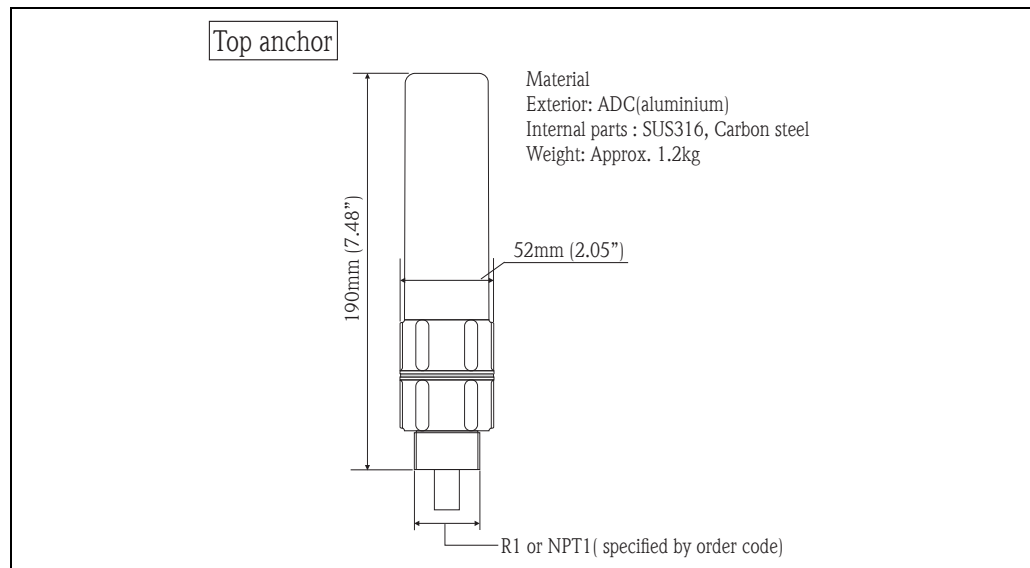 Top anchor
Material
Exterior: ADC(aluminium)
Internal parts : SUS316, Carbon steel
Weight: Approx. 1.2kg
190mm (7.48”)
52mm (2.05”)
R1 or NPT1( specified by order code)